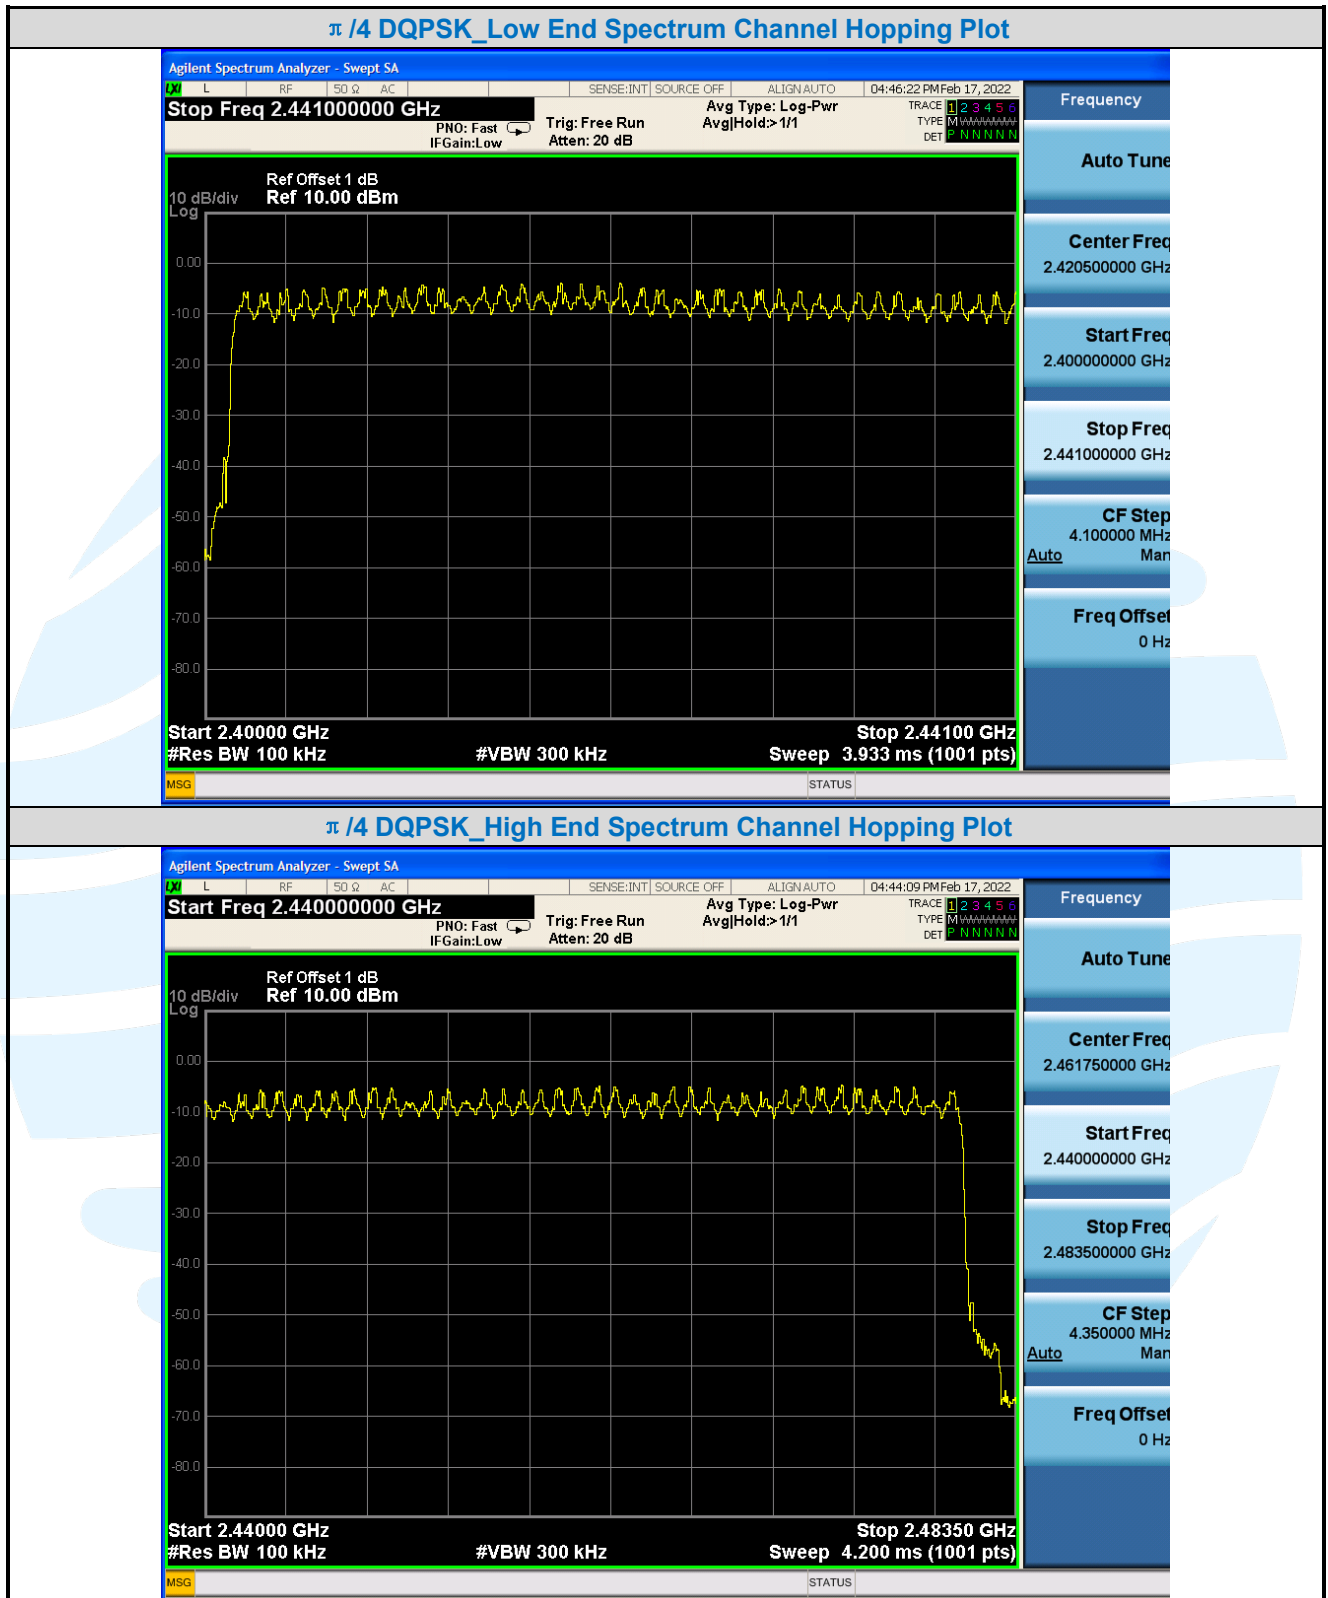 π /4 DQPSK_Low End Spectrum Channel Hopping Plot
Agilent Spectrum Analyzer - Swept SA
LXI L RF 50 Ω AC SENSE:INT SOURCE OFF ALIGN AUTO 04:46:22 PM Feb 17, 2022
Stop Freq 2.441000000 GHz
PNO: Fast
IFGain:Low
Trig: Free Run
Atten: 20 dB
Avg Type: Log-Pwr
Avg|Hold:>1/1
TRACE 1 2 3 4 5 6
TYPE M WWWWW
DET P N N N N N
Frequency
Auto Tune
Center Freq
2.420500000 GHz
Start Freq
2.400000000 GHz
Stop Freq
2.441000000 GHz
CF Step
4.100000 MHz
Auto Man
Freq Offset
0 Hz
Ref Offset 1 dB
10 dB/div Ref 10.00 dBm
Log
0.00
-10.0
-20.0
-30.0
-40.0
-50.0
-60.0
-70.0
-80.0
Start 2.40000 GHz Stop 2.44100 GHz
#Res BW 100 kHz #VBW 300 kHz Sweep 3.933 ms (1001 pts)
MSG STATUS
π /4 DQPSK_High End Spectrum Channel Hopping Plot
Agilent Spectrum Analyzer - Swept SA
LXI L RF 50 Ω AC SENSE:INT SOURCE OFF ALIGN AUTO 04:44:09 PM Feb 17, 2022
Start Freq 2.440000000 GHz
PNO: Fast
IFGain:Low
Trig: Free Run
Atten: 20 dB
Avg Type: Log-Pwr
Avg|Hold:>1/1
TRACE 1 2 3 4 5 6
TYPE M WWWWW
DET P N N N N N
Frequency
Auto Tune
Center Freq
2.461750000 GHz
Start Freq
2.440000000 GHz
Stop Freq
2.483500000 GHz
CF Step
4.350000 MHz
Auto Man
Freq Offset
0 Hz
Ref Offset 1 dB
10 dB/div Ref 10.00 dBm
Log
0.00
-10.0
-20.0
-30.0
-40.0
-50.0
-60.0
-70.0
-80.0
Start 2.44000 GHz Stop 2.48350 GHz
#Res BW 100 kHz #VBW 300 kHz Sweep 4.200 ms (1001 pts)
MSG STATUS